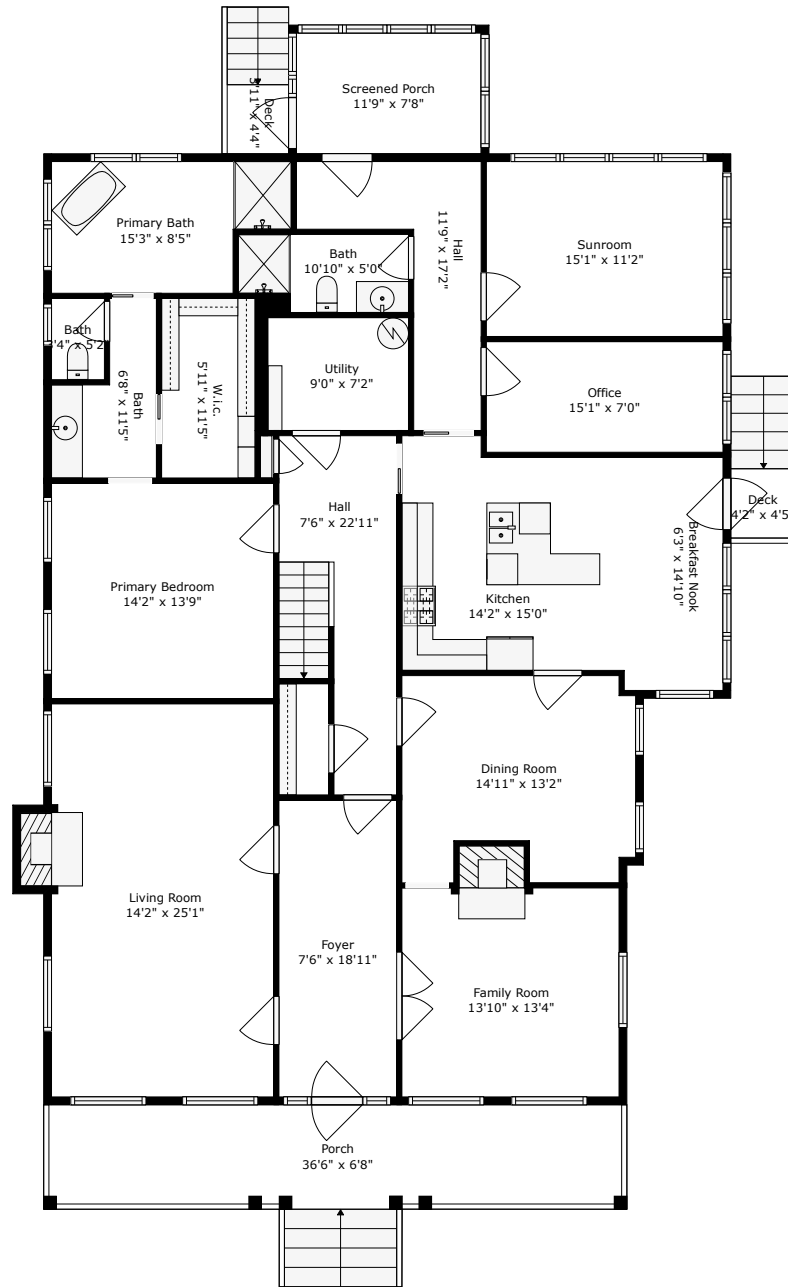 Screened Porch
11'9" x 7'8"
Deck
5'11" x 4'4"
Primary Bath
15'3" x 8'5"
Bath
10'10" x 5'0"
Hall
11'9" x 17'2"
Sunroom
15'1" x 11'2"
Bath
Utility
9'0" x 7'2"
W.i.c.
5'11" x 11'5"
Bath
6'8" x 11'5"
Office
15'1" x 7'0"
Hall
7'6" x 22'11"
Deck
4'2" x 4'5"
Breakfast Nook
6'3" x 14'10"
Primary Bedroom
14'2" x 13'9"
Kitchen
14'2" x 15'0"
Dining Room
14'11" x 13'2"
Living Room
14'2" x 25'1"
Foyer
7'6" x 18'11"
Family Room
13'10" x 13'4"
Porch
36'6" x 6'8"